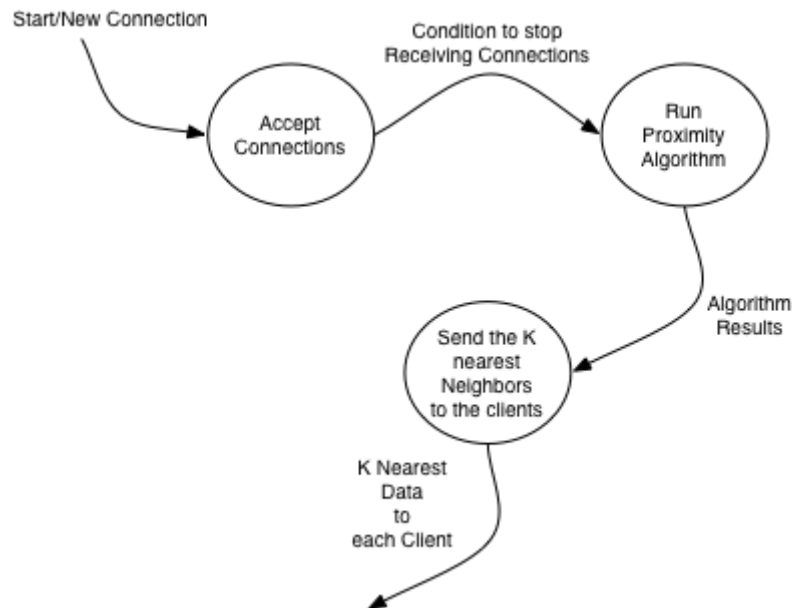 Start/New Connection
Condition to stop
Receiving Connections
Accept
Connections
Run
Proximity
Algorithm
Algorithm
Results
Send the K
nearest
Neighbors
to the clients
K Nearest
Data
to
each Client